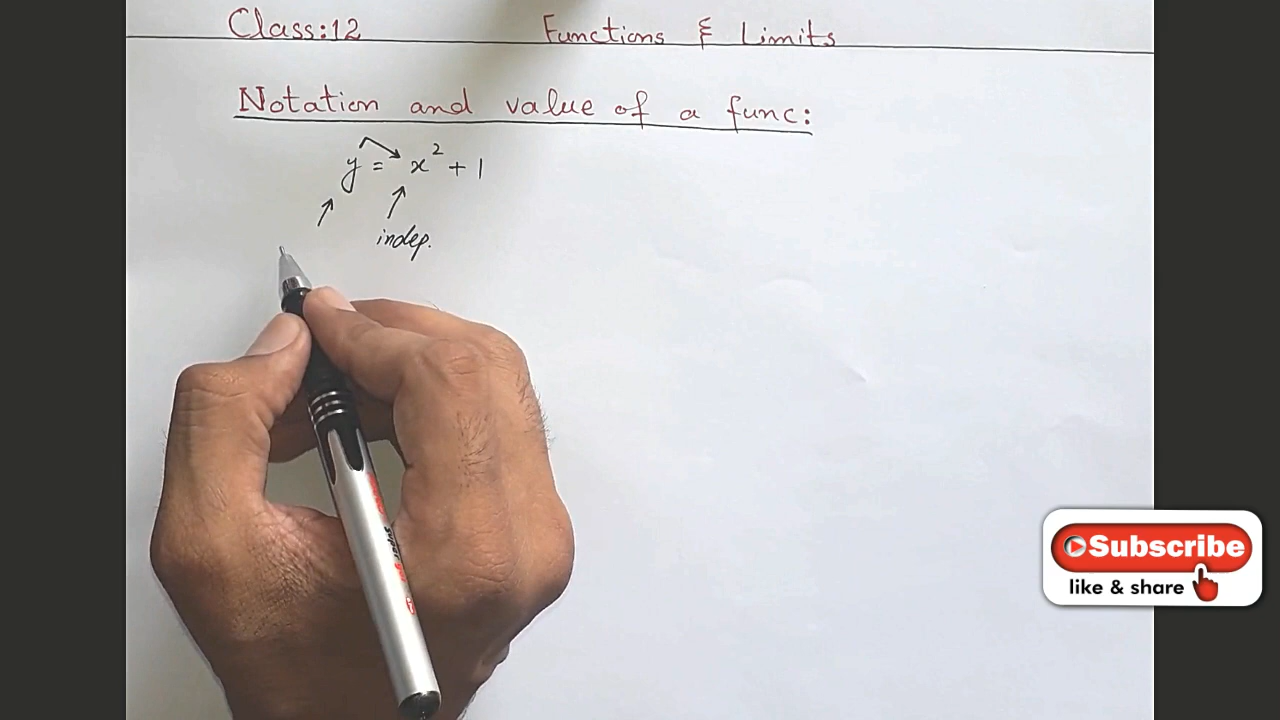 Class:12 Functions & Limits
Notation and value of a func:
y = x² + 1
indep.
Subscribe
like & share